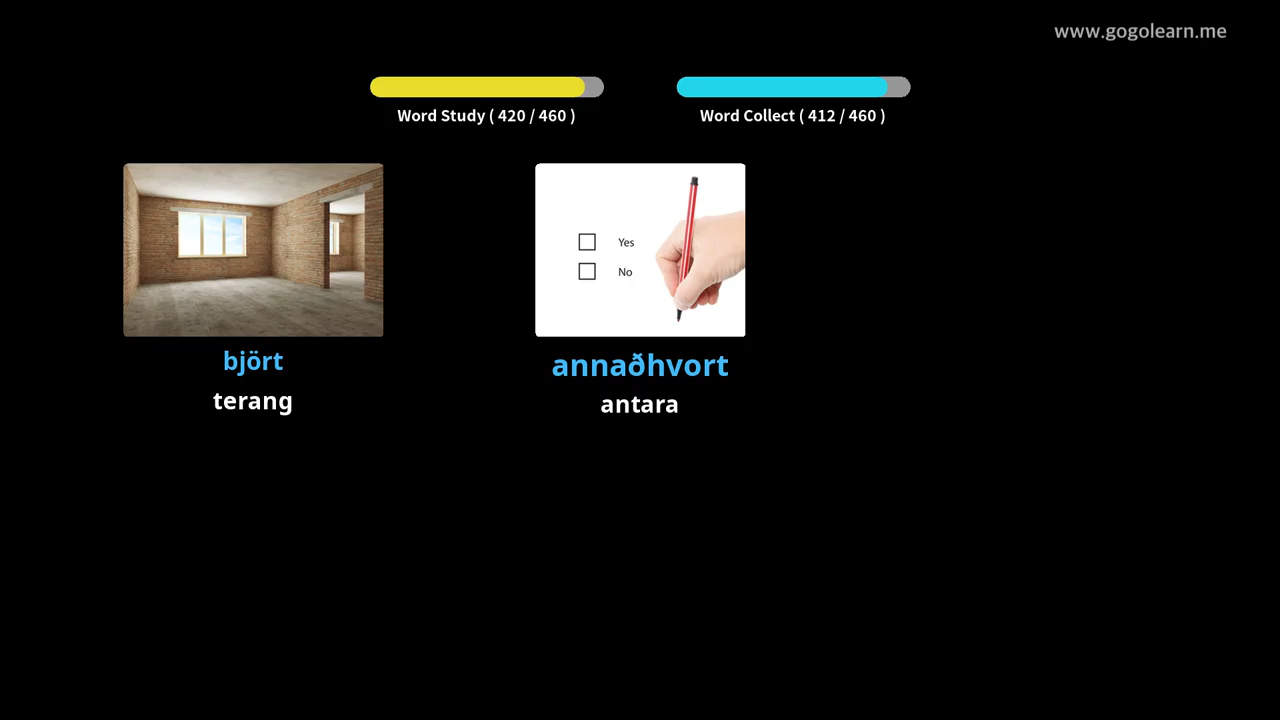 www.gogolearn.me
Word Study ( 420 / 460 )
Word Collect ( 412 / 460 )
Yes
No
björt
terang
annaðhvort
antara